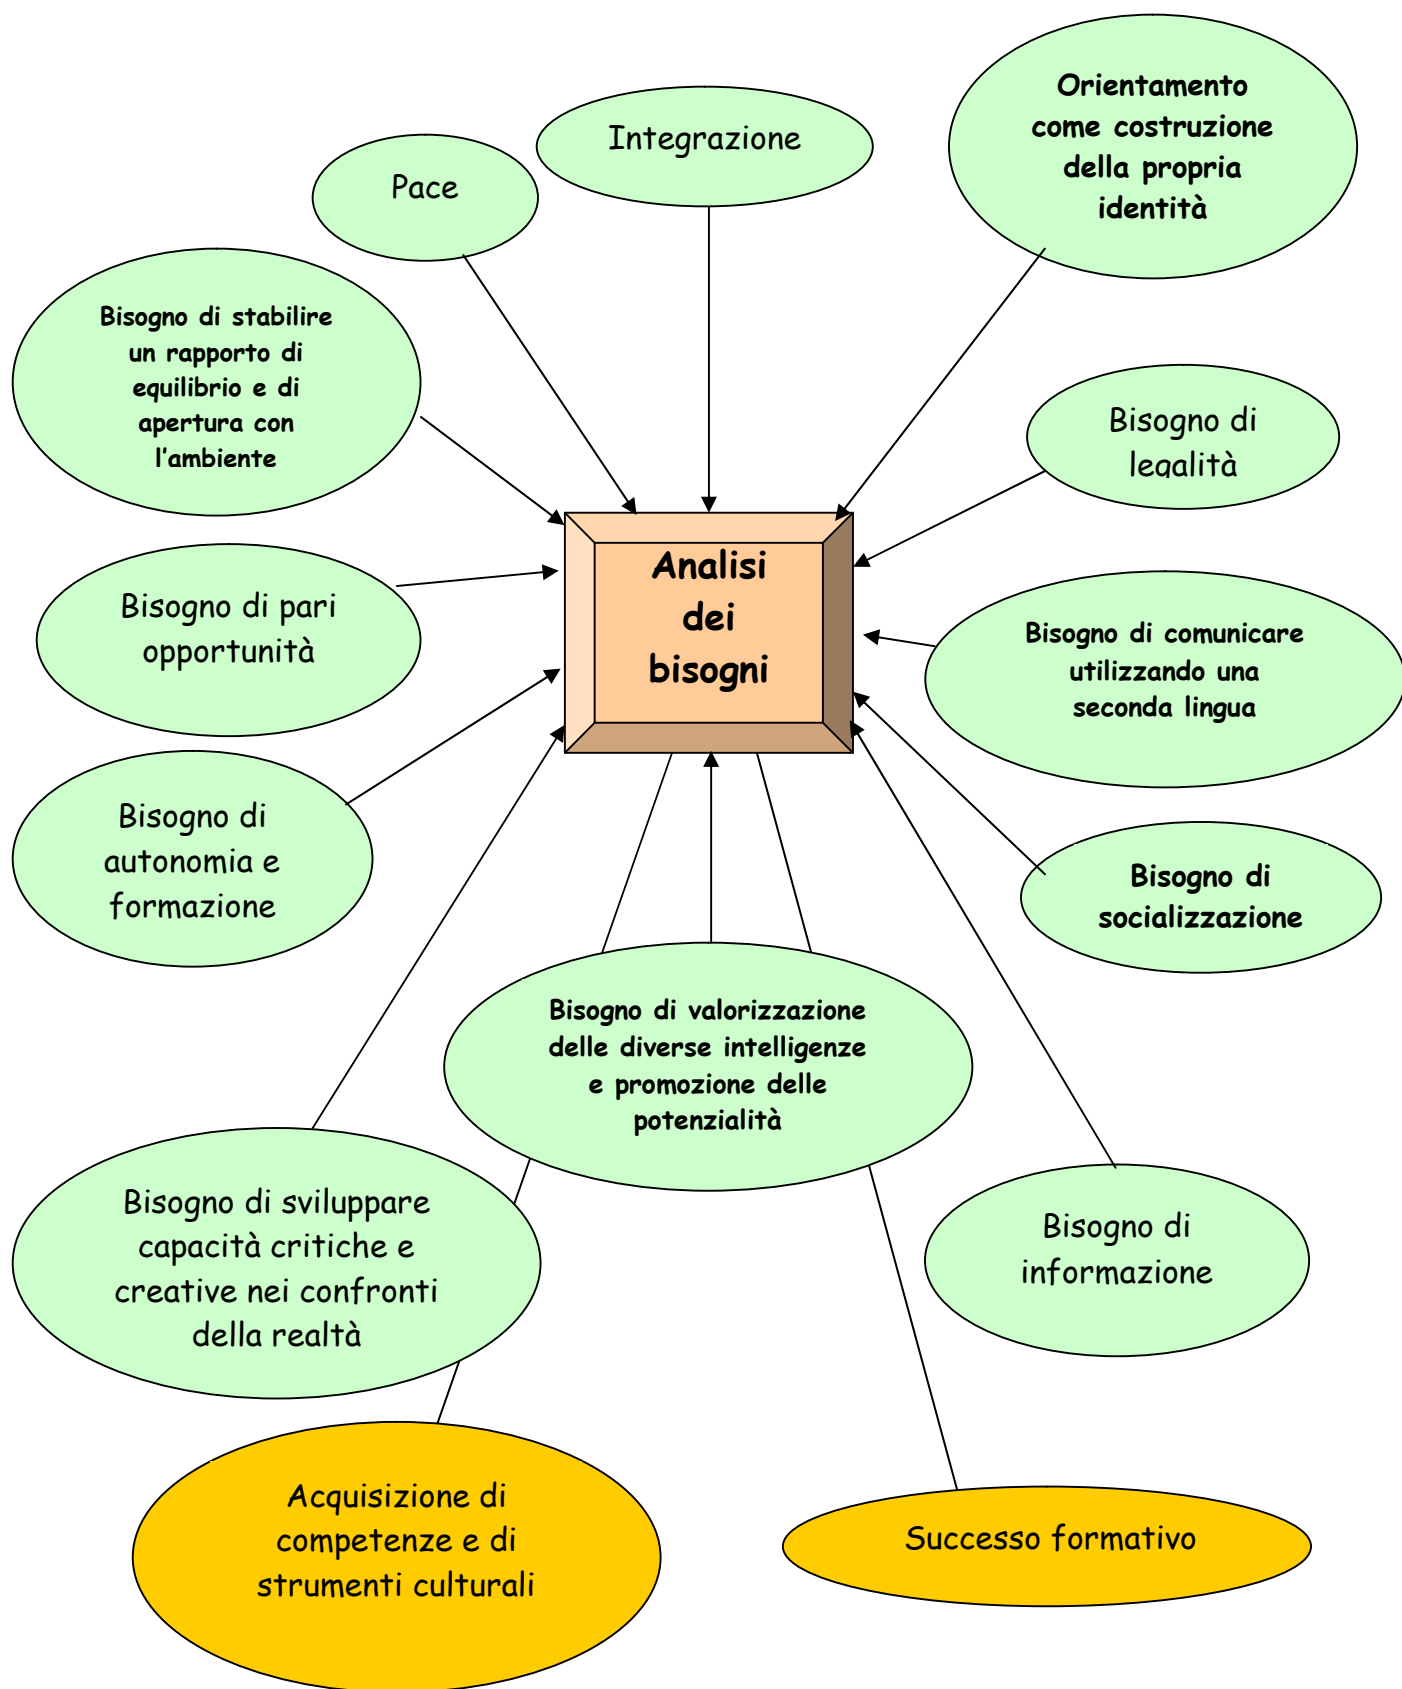 Orientamento
come costruzione
della propria
identità
Integrazione
Pace
Bisogno di stabilire
un rapporto di
equilibrio e di
apertura con
l'ambiente
Bisogno di
legalità
Analisi
dei
bisogni
Bisogno di pari
opportunità
Bisogno di comunicare
utilizzando una
seconda lingua
Bisogno di
autonomia e
formazione
Bisogno di
socializzazione
Bisogno di valorizzazione
delle diverse intelligenze
e promozione delle
potenzialità
Bisogno di sviluppare
capacità critiche e
creative nei confronti
della realtà
Bisogno di
informazione
Acquisizione di
competenze e di
strumenti culturali
Successo formativo